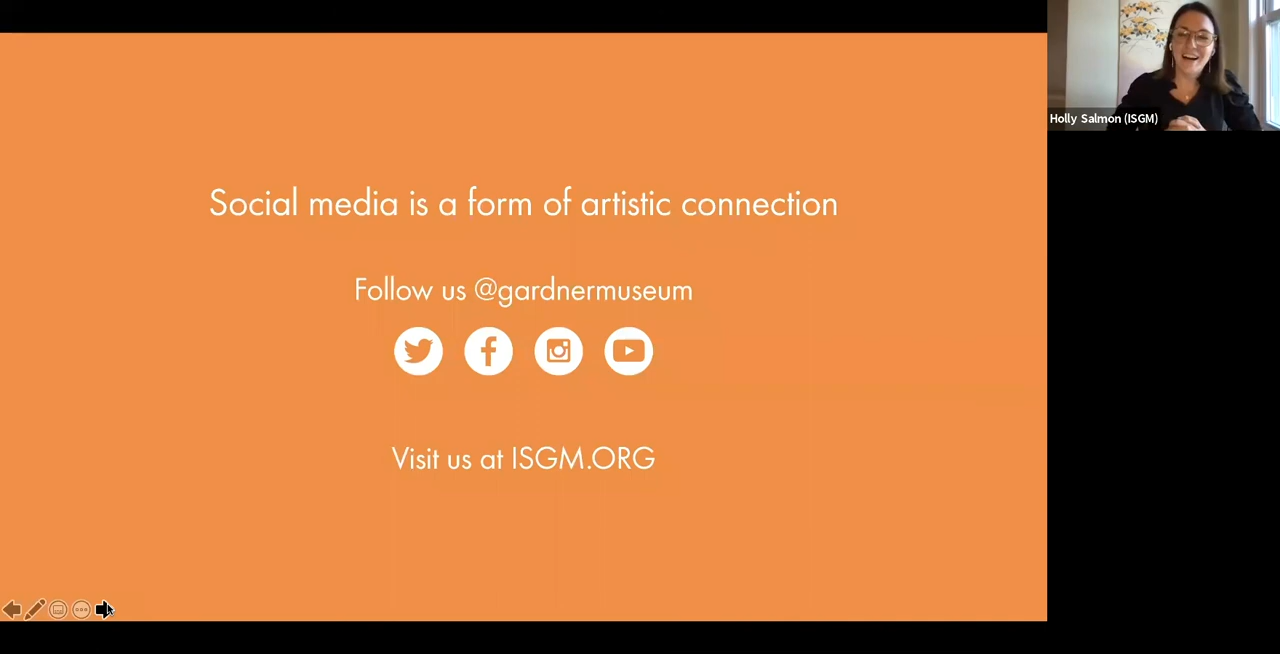 Social media is a form of artistic connection
Follow us @gardnermuseum
Visit us at ISGM.ORG
Holly Salmon (ISGM)